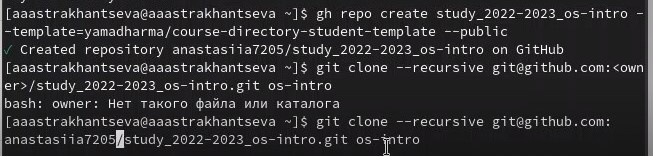 [aaastrakhantseva@aaastrakhantseva ~]$ gh repo create study_2022-2023_os-intro -
-template=yamadharma/course-directory-student-template --public
✓ Created repository anastasiia7205/study_2022-2023_os-intro on GitHub
[aaastrakhantseva@aaastrakhantseva ~]$ git clone --recursive git@github.com:<own
er>/study_2022-2023_os-intro.git os-intro
bash: owner: Нет такого файла или каталога
[aaastrakhantseva@aaastrakhantseva ~]$ git clone --recursive git@github.com:
anastasiia7205/study_2022-2023_os-intro.git os-intro